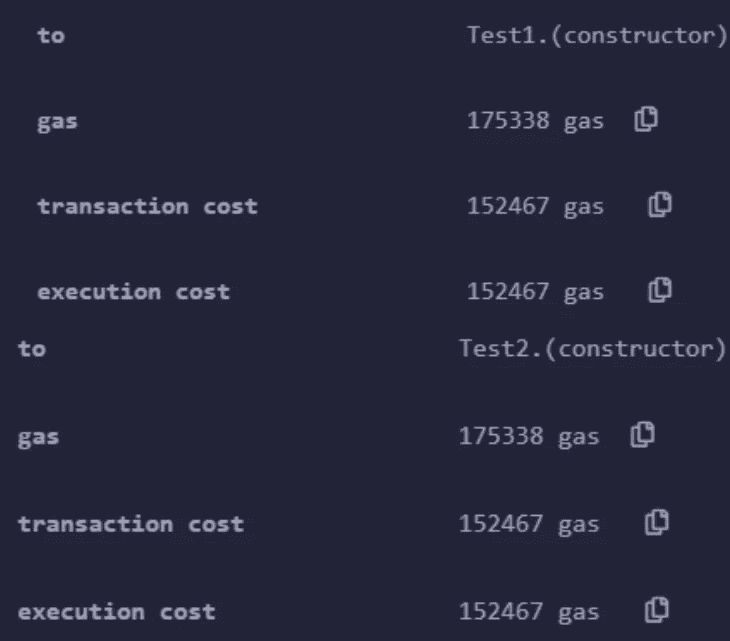 to Test1.(constructor)
gas 175338 gas
transaction cost 152467 gas
execution cost 152467 gas
to Test2.(constructor)
gas 175338 gas
transaction cost 152467 gas
execution cost 152467 gas